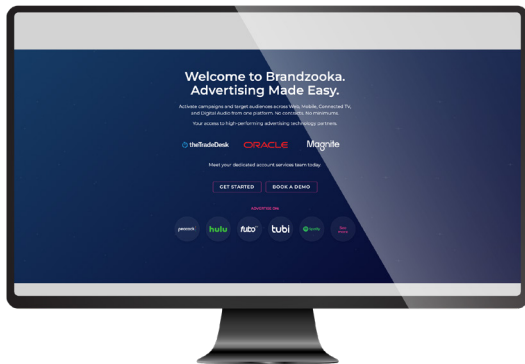 Welcome to Brandzooka.
Advertising Made Easy.
Activate campaigns and target audiences across Web, Mobile, Connected TV,
and Digital Audio from one platform. No contracts. No minimums.
Your access to high-performing advertising technology partners.
theTradeDesk ORACLE Magnite
Meet your dedicated account services team today.
GET STARTED BOOK A DEMO
ADVERTISE ON:
peacock hulu fubo tubi Spotify